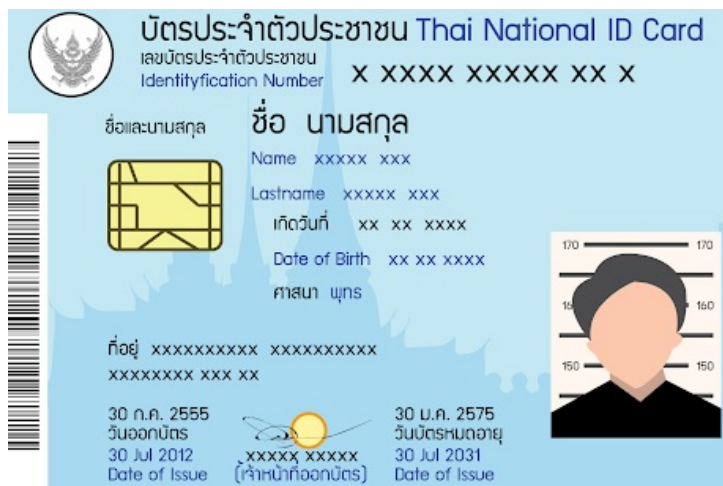 บัตรประจำตัวประชาชน Thai National ID Card
เลขบัตรประจำตัวประชาชน
Identityfication Number X XXXX XXXXX XX X
ชื่อและนามสกุล ชื่อ นามสกุล
Name xxxxx xxx
Lastname xxxxx xxx
เกิดวันที่ xx xx xxxx
Date of Birth xx xx xxxx
ศาสนา พุทธ
170 170
160
150 150
ที่อยู่ xxxxxxxxxx xxxxxxxxxx
xxxxxxxx xxx xx
30 ก.ค. 2555 30 ม.ค. 2575
วันออกบัตร วันบัตรหมดอายุ
30 Jul 2012 xxxxx xxxxx 30 Jul 2031
Date of Issue (เจ้าหน้าที่ออกบัตร) Date of Issue